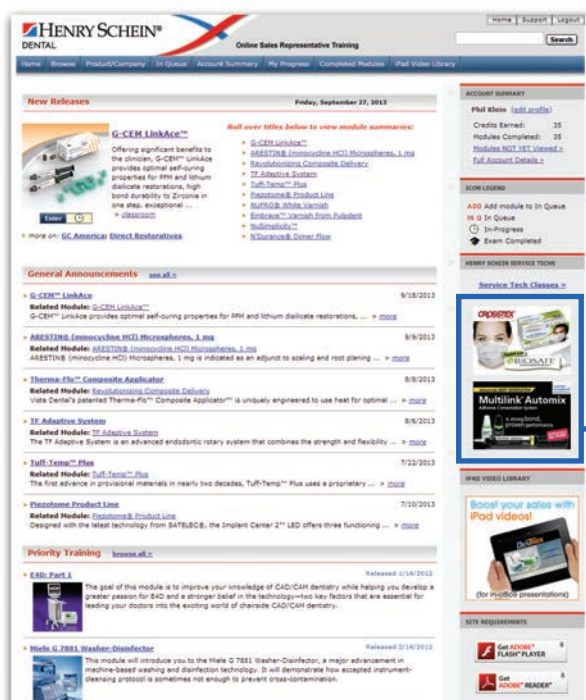 Home | Support | Logout
HENRY SCHEIN®
DENTAL
Online Sales Representative Training
Search
Home Browse Product/Company In Queue Account Summary My Progress Completed Modules iPad Video Library
New Releases
Friday, September 27, 2013
G-CEM LinkAce™
Offering significant benefits to
the clinician, G-CEM™ LinkAce
provides optimal self-curing
properties for PFM and lithium
disilicate restorations, high
bond durability to Zirconia in
one step, exceptional ...
» classroom
Enter
» more on: GC America; Direct Restoratives
Roll over titles below to view module summaries:
G-CEM LinkAce™
ARESTIN® (minocycline HCl) Microspheres, 1 mg
Revolutionizing Composite Delivery
TF Adaptive System
Tuff-Temp™ Plus
Piezotome® Product Line
NUPRO® White Varnish
Embrace™ Varnish from Pulpdent
NuSimplicity™
N'Durance® Dimer Flow
General Announcements see all »
G-CEM™ LinkAce 9/18/2013
Related Module: G-CEM LinkAce™
G-CEM™ LinkAce provides optimal self-curing properties for PFM and lithium disilicate restorations, ... » more
ARESTIN® (minocycline HCl) Microspheres, 1 mg 9/9/2013
Related Module: ARESTIN® (minocycline HCl) Microspheres, 1 mg
ARESTIN® (minocycline HCl) Microspheres, 1 mg is indicated as an adjunct to scaling and root planing ... » more
Therma-Flo™ Composite Applicator 8/8/2013
Related Module: Revolutionizing Composite Delivery
Vista Dental's patented Therma-Flo™ Composite Applicator™ is uniquely engineered to use heat for optimal ... » more
TF Adaptive System 8/6/2013
Related Module: TF Adaptive System
The TF Adaptive System is an advanced endodontic rotary system that combines the strength and flexibility ... » more
Tuff-Temp™ Plus 7/22/2013
Related Module: Tuff-Temp™ Plus
The first advance in provisional materials in nearly two decades, Tuff-Temp™ Plus uses a proprietary ... » more
Piezotome Product Line 7/10/2013
Related Module: Piezotome® Product Line
Designed with the latest technology from SATELEC®, the Implant Center 2™ LED offers three functioning ... » more
Priority Training browse all »
E4D: Part 1 Released 1/16/2012
The goal of this module is to improve your knowledge of CAD/CAM dentistry while helping you develop a
greater passion for E4D and a stronger belief in the technology—two key factors that are essential for
leading your doctors into the exciting world of chairside CAD/CAM dentistry.
Miele G 7881 Washer-Disinfector Released 2/16/2012
This module will introduce you to the Miele G 7881 Washer-Disinfector, a major advancement in
machine-based washing and disinfection technology. It will demonstrate how accepted instrument-
cleansing protocol is sometimes not enough to prevent cross-contamination.
ACCOUNT SUMMARY
Phil Klein (edit profile)
Credits Earned: 35
Modules Completed: 35
Modules NOT YET Viewed »
Full Account Details »
ICON LEGEND
ADD Add module to In Queue
IN Q In Queue
In-Progress
Exam Completed
HENRY SCHEIN SERVICE TECHS
Service Tech Classes »
CROSSTEX
BIOSAFE
Multilink Automix
Adhesive Cementation System
a strong bond,
proven performance
IPAD VIDEO LIBRARY
Boost your sales with
iPad videos!
(for in-office presentations)
SITE REQUIREMENTS
Get ADOBE®
FLASH® PLAYER
Get
ADOBE® READER®